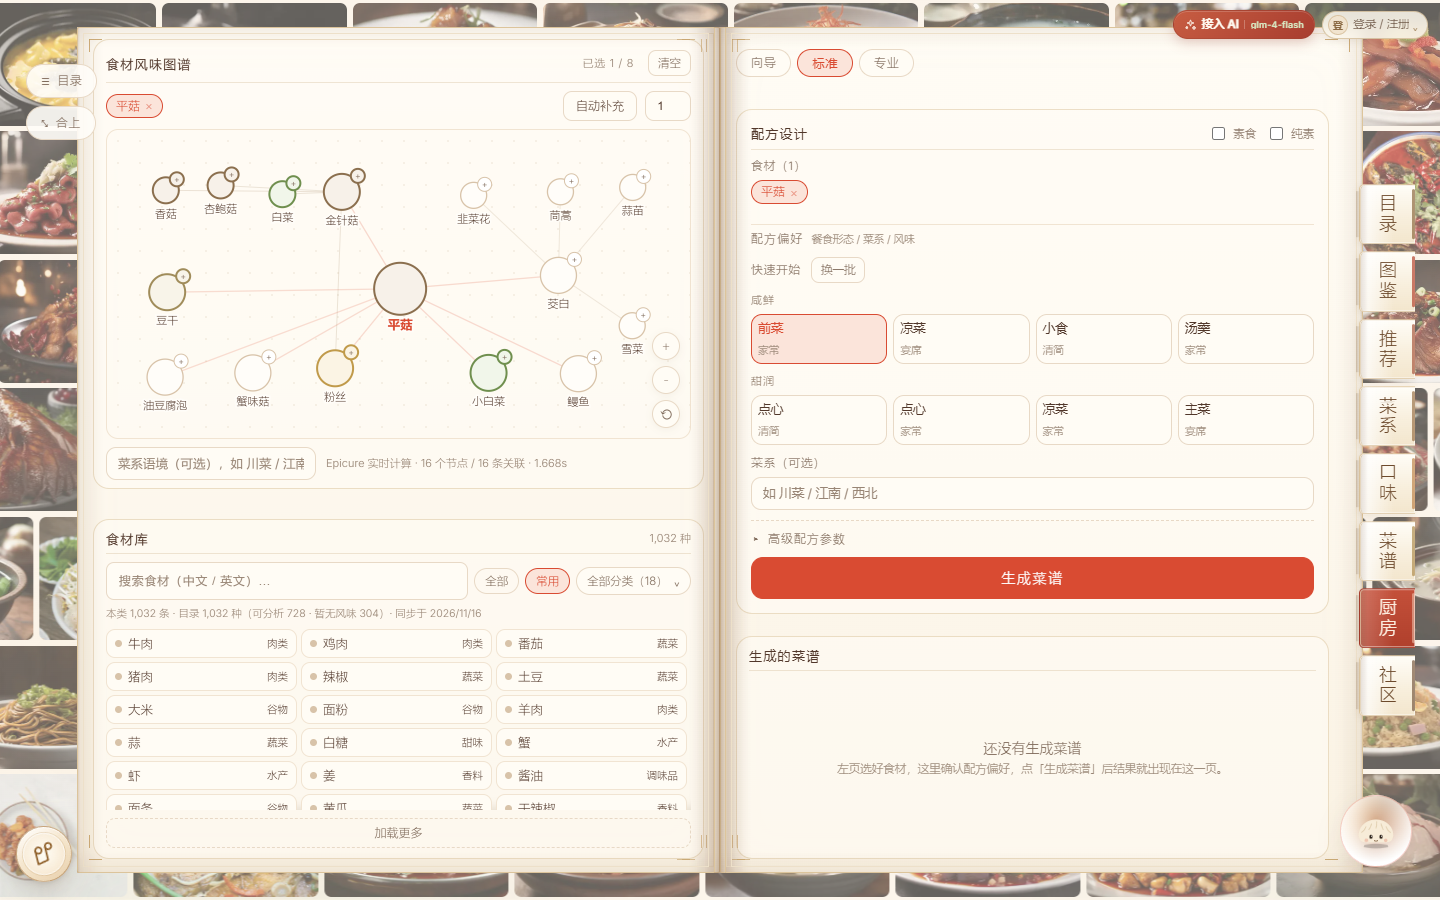 接入 AI glm-4-flash
登 登录 / 注册
目录
合上
食材风味图谱
已选 1 / 8
清空
平菇 ×
自动补充
1
香菇
杏鲍菇
白菜
金针菇
韭菜花
茼蒿
蒜苗
豆干
平菇
茭白
雪菜
油豆腐泡
蟹味菇
粉丝
小白菜
鳗鱼
菜系语境（可选），如 川菜 / 江南
Epicure 实时计算 · 16 个节点 / 16 条关联 · 1.668s
食材库
1,032 种
搜索食材（中文 / 英文）...
全部
常用
全部分类（18）
本类 1,032 条 · 目录 1,032 种（可分析 728 · 暂无风味 304）· 同步于 2026/11/16
牛肉 肉类
鸡肉 肉类
番茄 蔬菜
猪肉 肉类
辣椒 蔬菜
土豆 蔬菜
大米 谷物
面粉 谷物
羊肉 肉类
蒜 蔬菜
白糖 甜味
蟹 水产
虾 水产
姜 香料
酱油 调味品
面条 谷物
黄瓜 蔬菜
干辣椒 香料
加载更多
向导
标准
专业
配方设计
素食
纯素
食材（1）
平菇 ×
配方偏好 餐食形态 / 菜系 / 风味
快速开始
换一批
咸鲜
前菜
家常
凉菜
宴席
小食
清简
汤羹
家常
甜润
点心
清简
点心
家常
凉菜
家常
主菜
宴席
菜系（可选）
如 川菜 / 江南 / 西北
高级配方参数
生成菜谱
生成的菜谱
还没有生成菜谱
左页选好食材，这里确认配方偏好，点「生成菜谱」后结果就出现在这一页。
目录
图鉴
推荐
菜系
口味
菜谱
厨房
社区